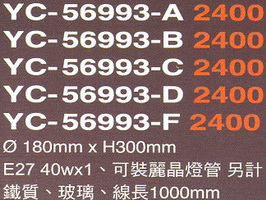 YC-56993-A 2400
YC-56993-B 2400
YC-56993-C 2400
YC-56993-D 2400
YC-56993-F 2400
Ø 180mm x H300mm
E27 40wx1、可裝麗晶燈管 另計
鐵質、玻璃、線長1000mm